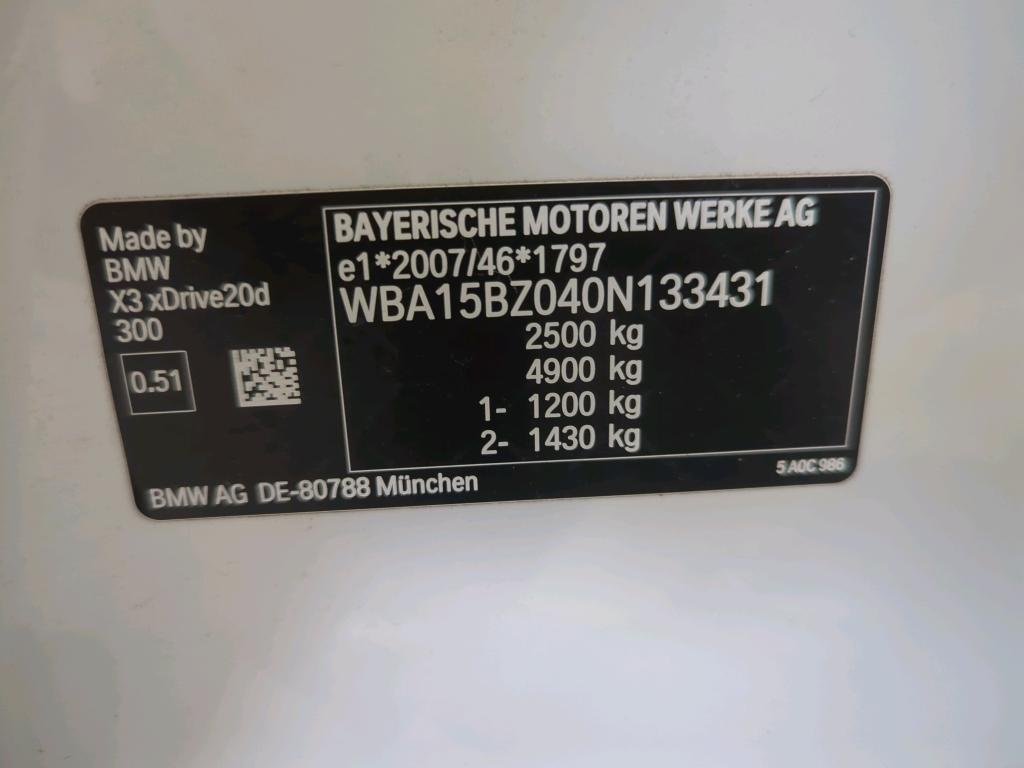 Made by
BMW
X3 xDrive20d
300
0.51
BAYERISCHE MOTOREN WERKE AG
e1*2007/46*1797
WBA15BZ040N133431
2500 kg
4900 kg
1- 1200 kg
2- 1430 kg
5 A0C 986
BMW AG DE-80788 München